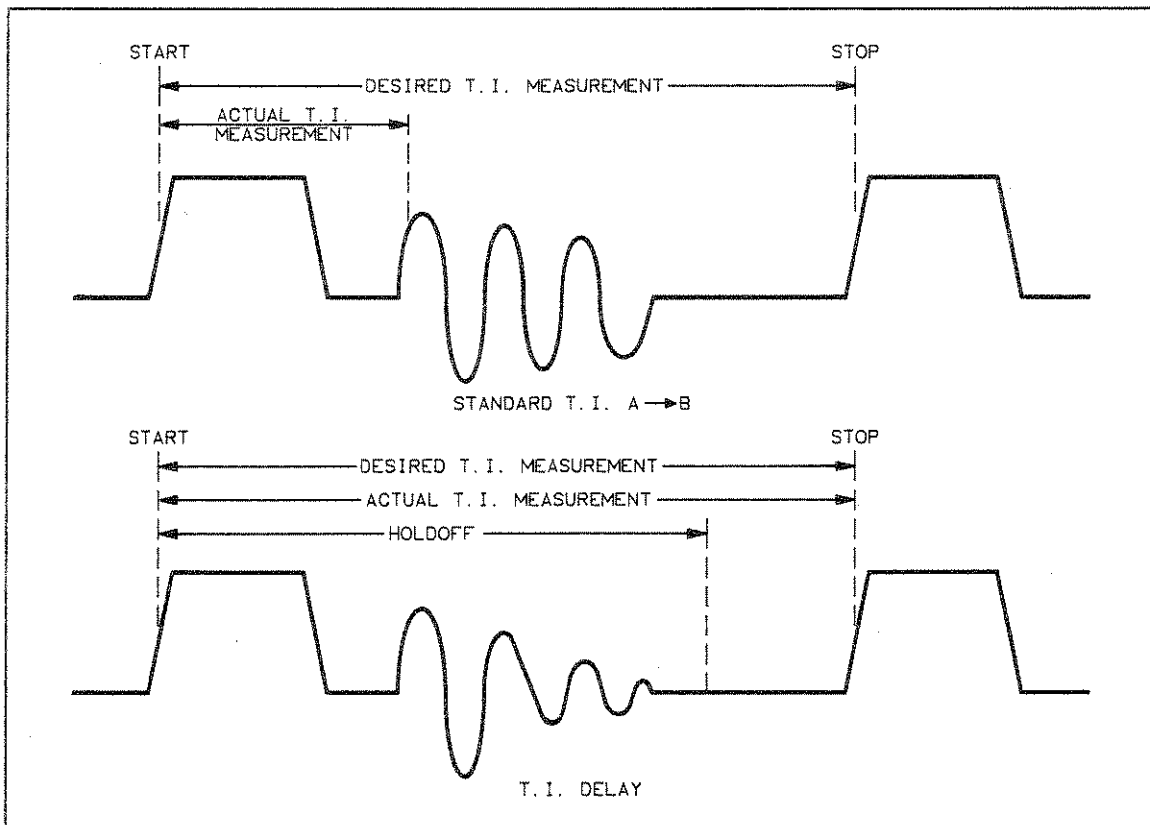 START
STOP
DESIRED T. I. MEASUREMENT
ACTUAL T. I.
MEASUREMENT
STANDARD T. I. A→B
START
STOP
DESIRED T. I. MEASUREMENT
ACTUAL T. I. MEASUREMENT
HOLDOFF
T. I. DELAY